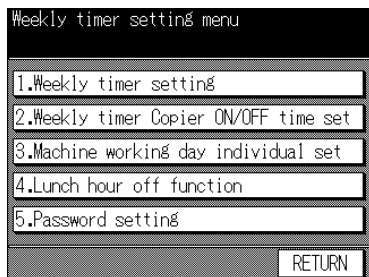 Weekly timer setting menu
1.Weekly timer setting
2.Weekly timer Copier ON/OFF time set
3.Machine working day individual set
4.Lunch hour off function
5.Password setting
RETURN